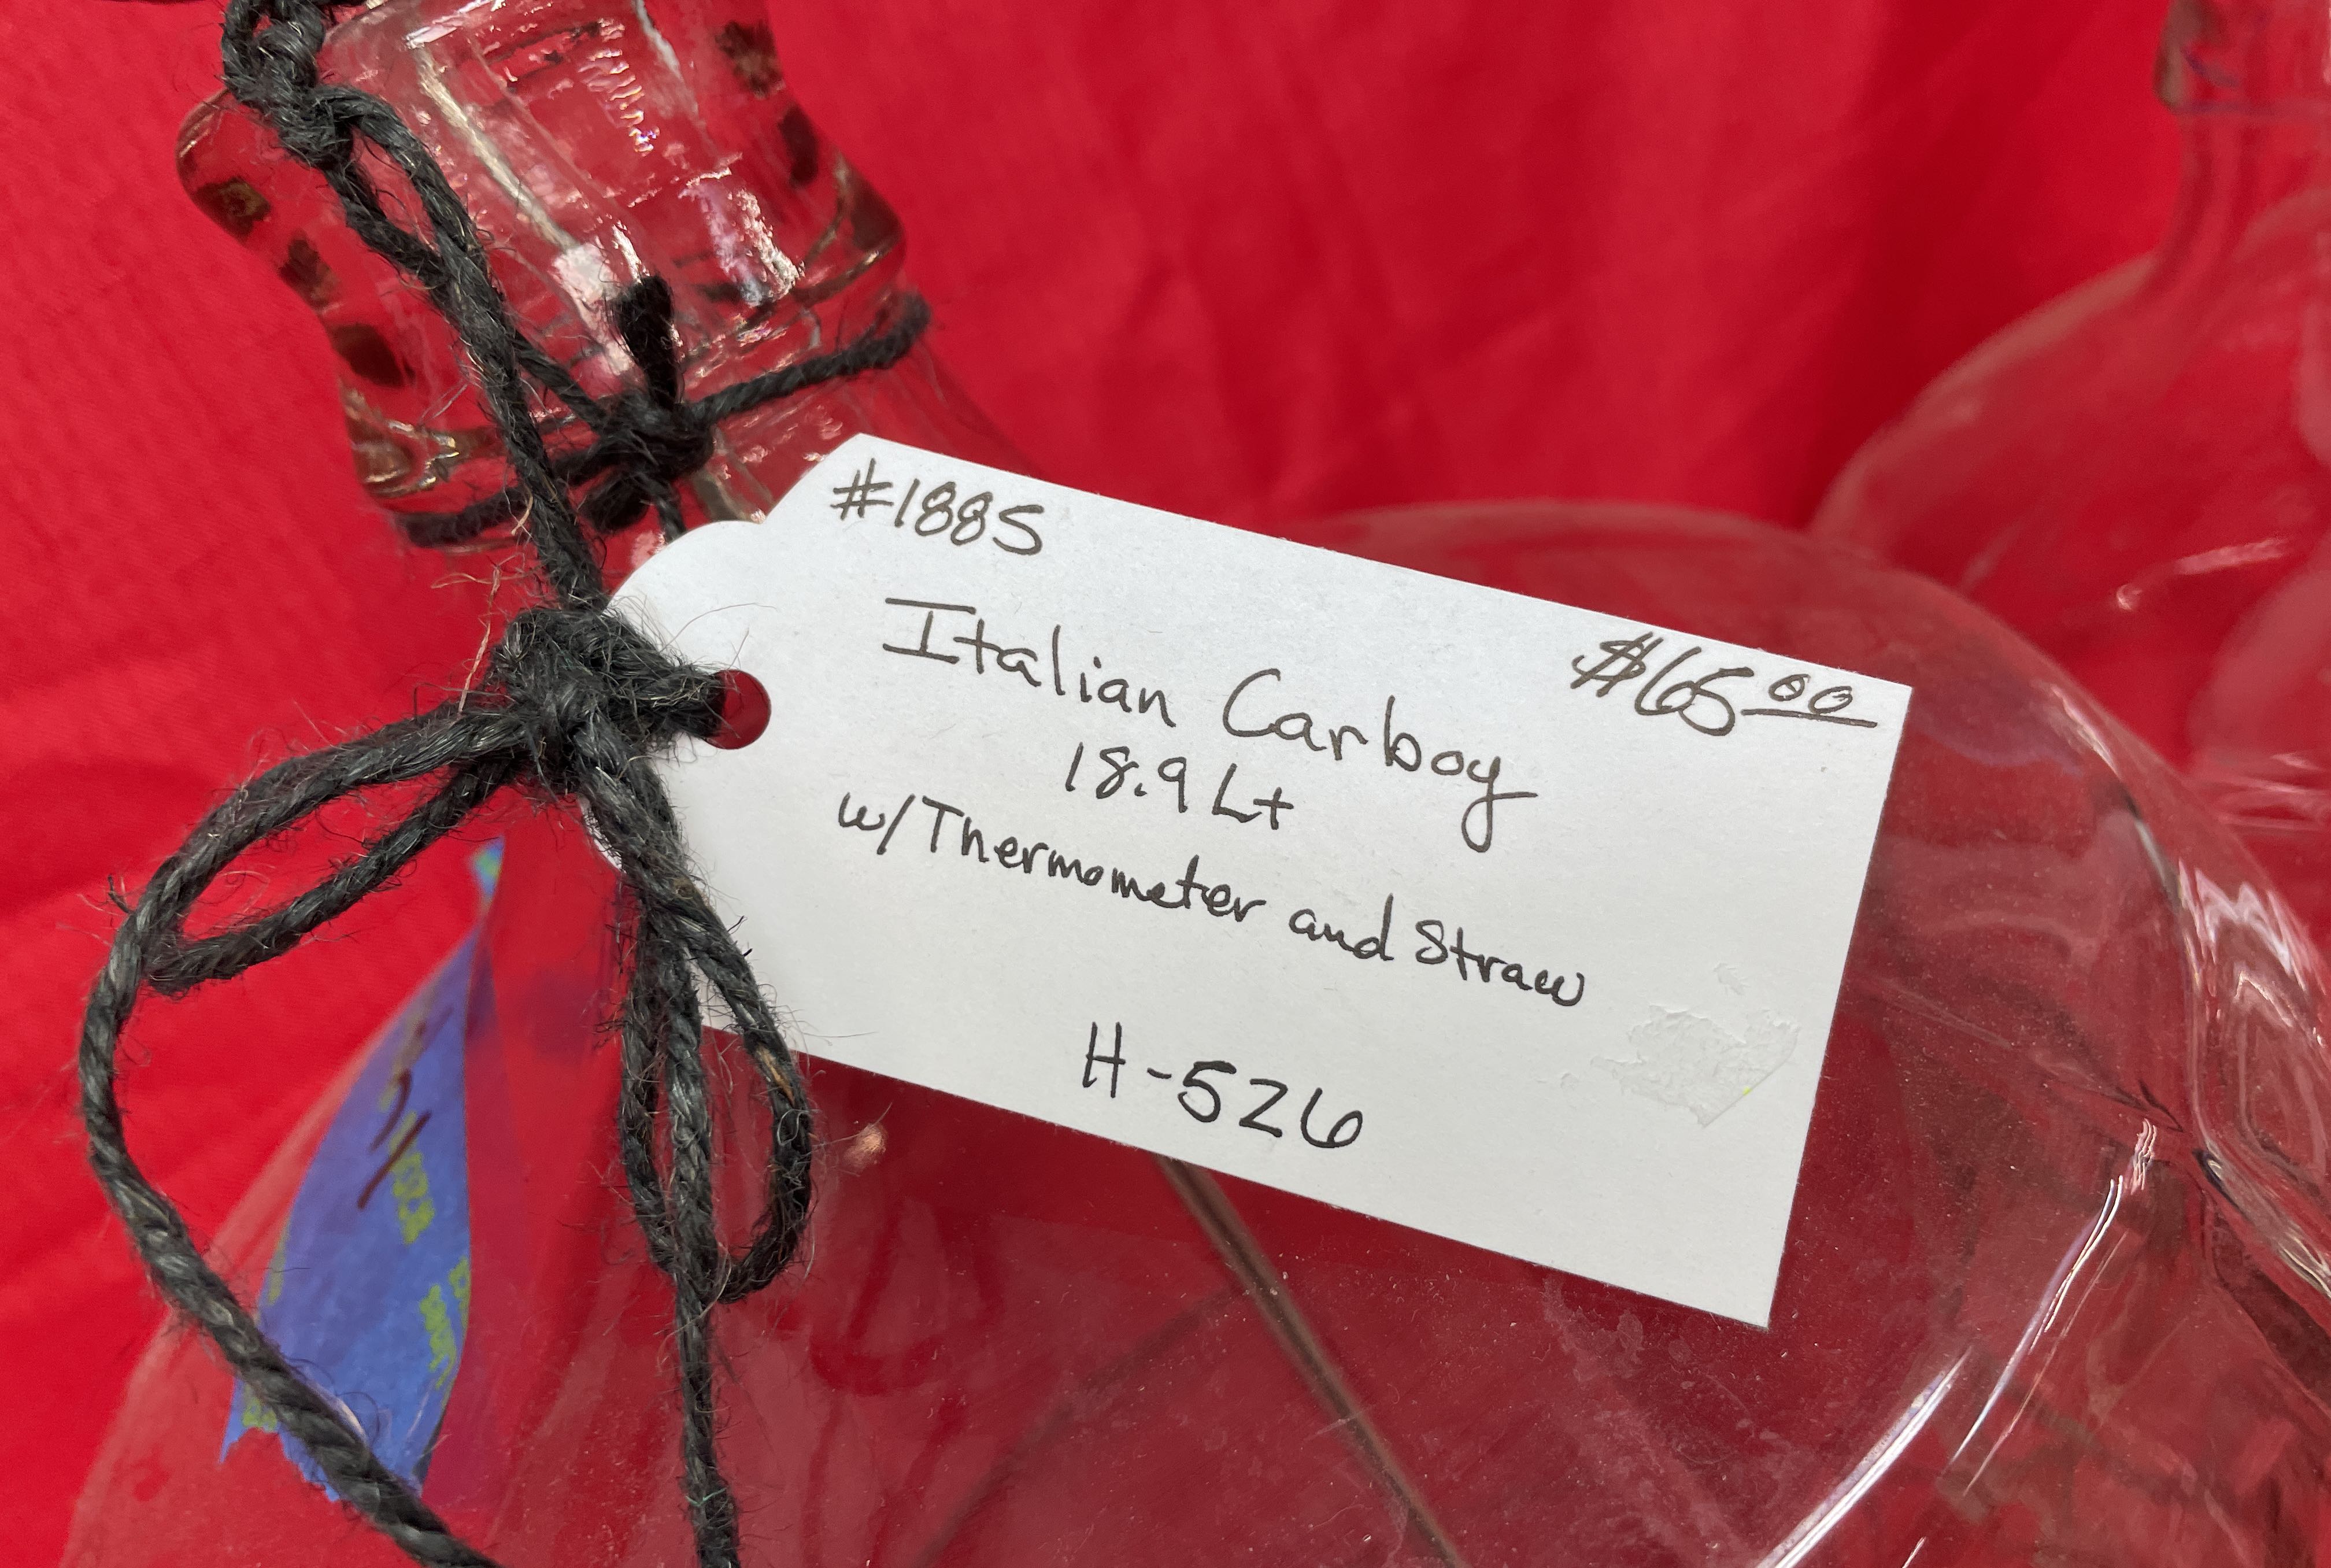 #1885
$65.00
Italian Carboy
18.9 Lt
w/Thermometer and Straw
H-526